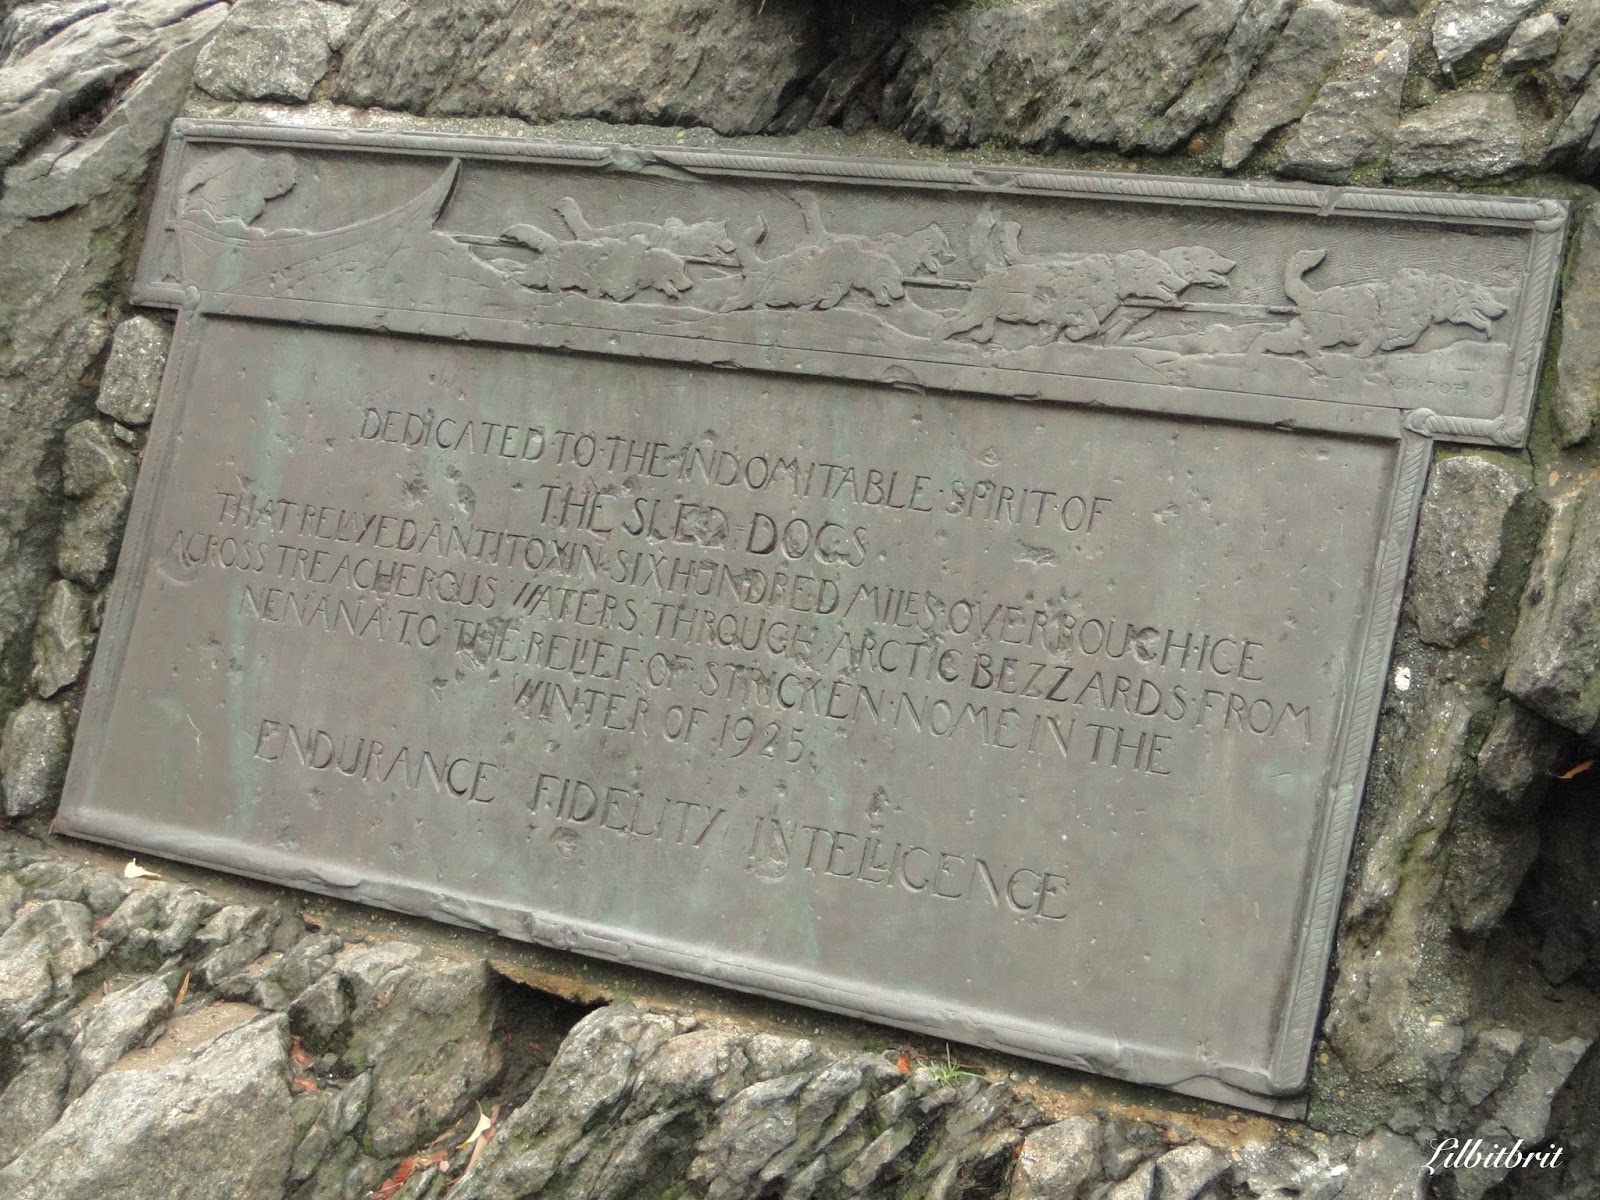 DEDICATED·TO·THE·INDOMITABLE·SPIRIT·OF
THE SLED=DOGS
THAT·RELAYED·ANTITOXIN·SIX HUNDRED MILES·OVER ROUGH·ICE
ACROSS TREACHEROUS WATERS·THROUGH·ARCTIC BLIZZARDS·FROM
NENANA·TO·THE·RELIEF·OF·STRICKEN·NOME IN THE
WINTER OF 1925·
ENDURANCE FIDELITY INTELLIGENCE
Lilbitbrit